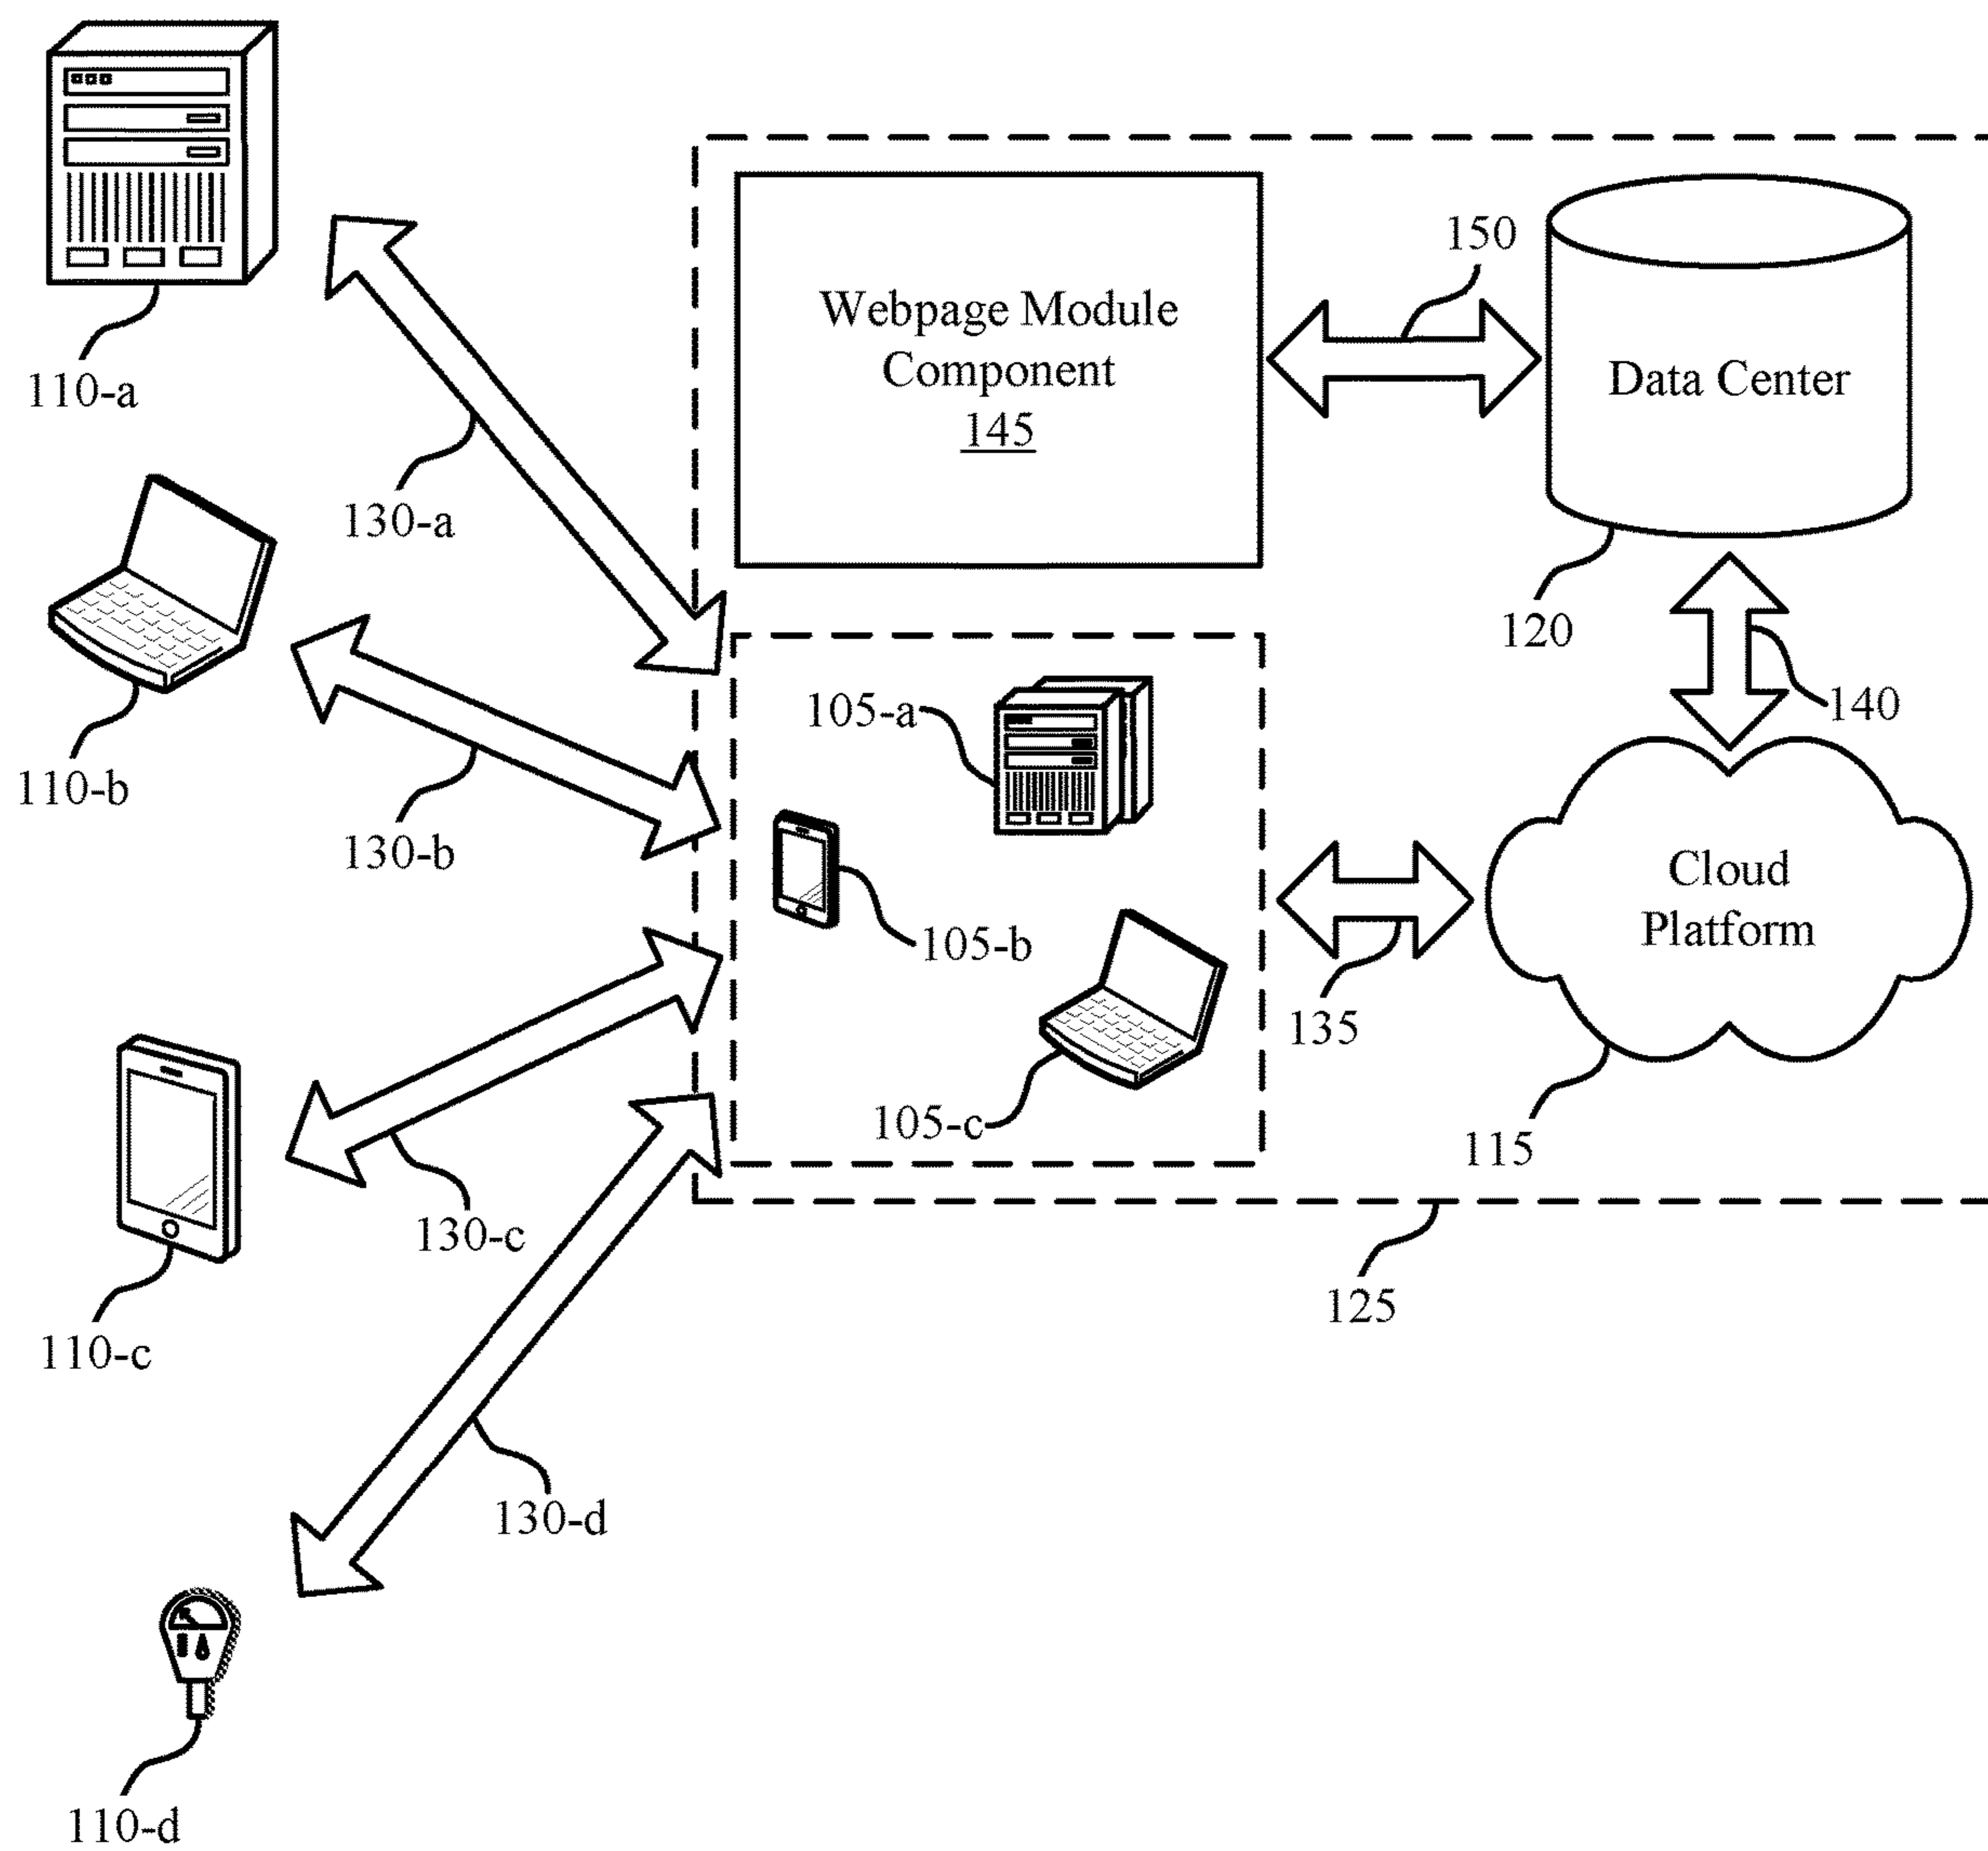 150
Webpage Module
Component
145
Data Center
110-a
130-a
120
105-a
140
110-b
130-b
Cloud
Platform
105-b
135
105-c
115
130-c
125
110-c
130-d
110-d